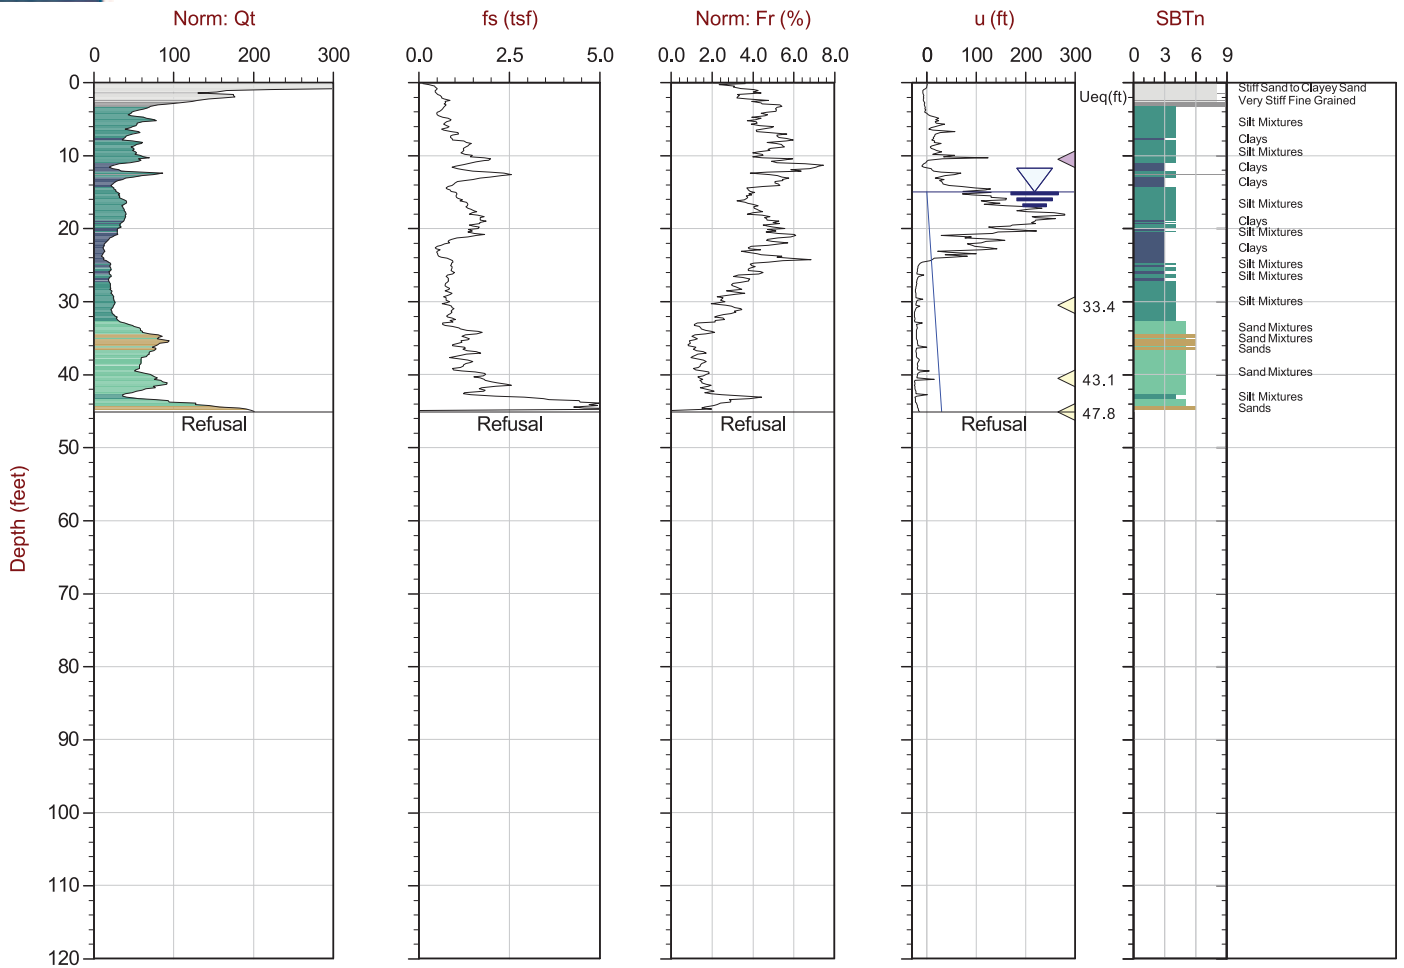 Norm: Qt fs (tsf) Norm: Fr (%) u (ft) SBTn
0 100 200 300 0.0 2.5 5.0 0.0 2.0 4.0 6.0 8.0 0 100 200 300 0 3 6 9
0 Ueq(ft) Stiff Sand to Clayey Sand
Very Stiff Fine Grained
Silt Mixtures
Clays
10 Silt Mixtures
Clays
Clays
Silt Mixtures
20 Clays
Silt Mixtures
Clays
Silt Mixtures
Silt Mixtures
30 33.4 Silt Mixtures
Sand Mixtures
Sand Mixtures
Sands
40 43.1 Sand Mixtures
Silt Mixtures
47.8 Sands
Refusal Refusal Refusal Refusal
50
60
Depth (feet)
70
80
90
100
110
120